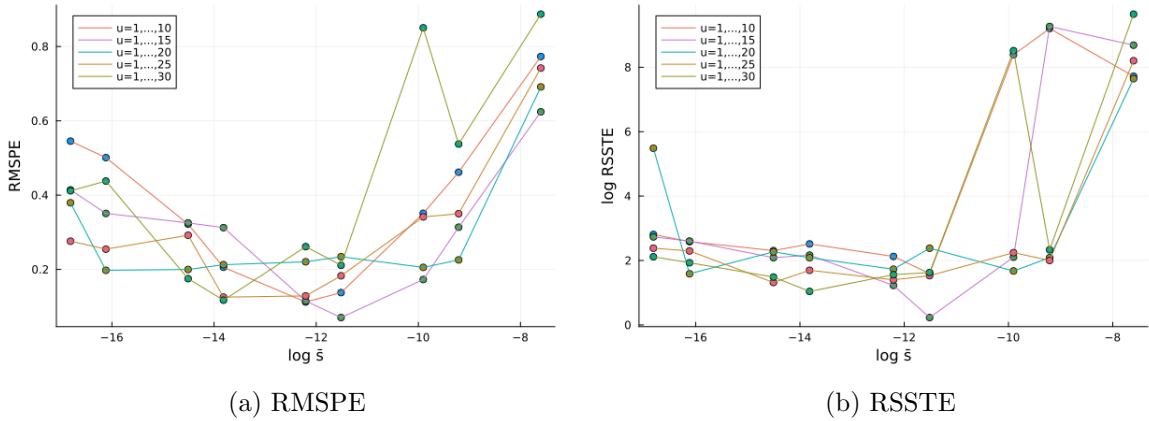 u=1,...,10
u=1,...,15
u=1,...,20
u=1,...,25
u=1,...,30
RMSPE
0.8
0.6
0.4
0.2
−16
−14
−12
−10
−8
log s̄
(a) RMSPE
u=1,...,10
u=1,...,15
u=1,...,20
u=1,...,25
u=1,...,30
log RSSTE
8
6
4
2
0
−16
−14
−12
−10
−8
log s̄
(b) RSSTE